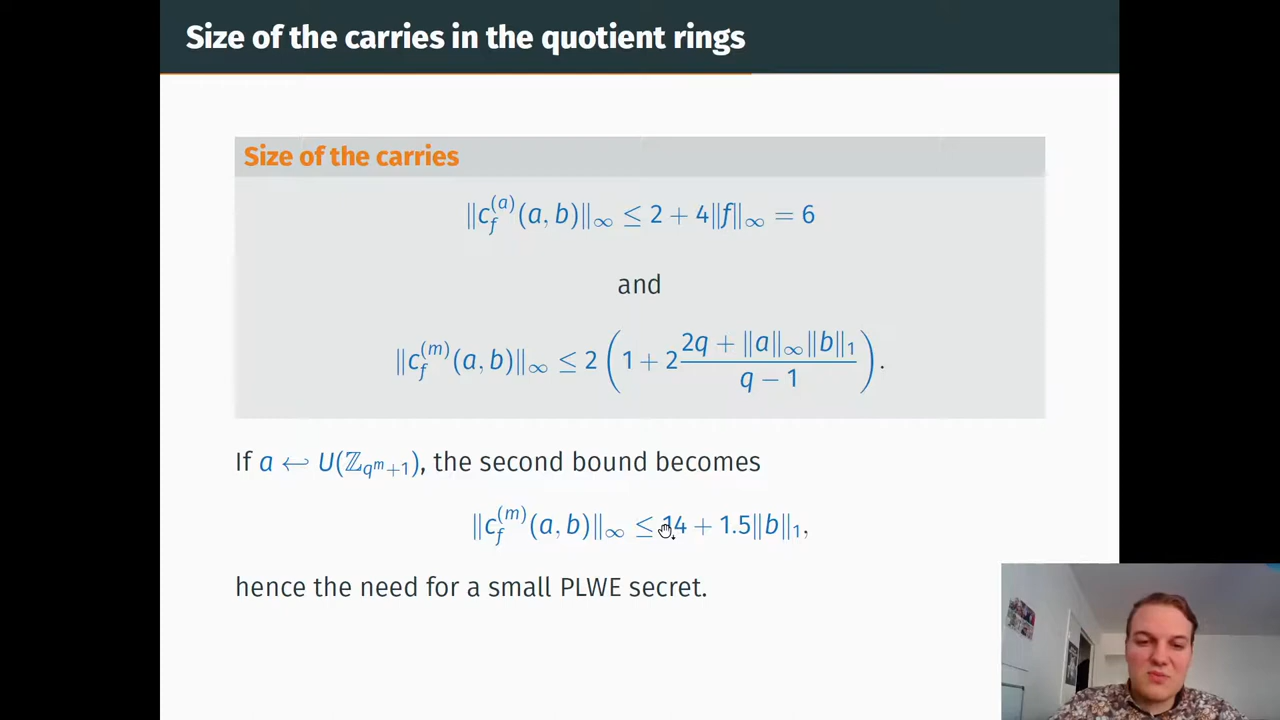 Size of the carries in the quotient rings
Size of the carries
‖c_f^(a)(a, b)‖∞ ≤ 2 + 4‖f‖∞ = 6
and
‖c_f^(m)(a, b)‖∞ ≤ 2 (1 + 2 (2q + ‖a‖∞‖b‖₁)/(q − 1)).
If a ↩ U(ℤ_{q^m+1}), the second bound becomes
‖c_f^(m)(a, b)‖∞ ≤ 14 + 1.5‖b‖₁,
hence the need for a small PLWE secret.